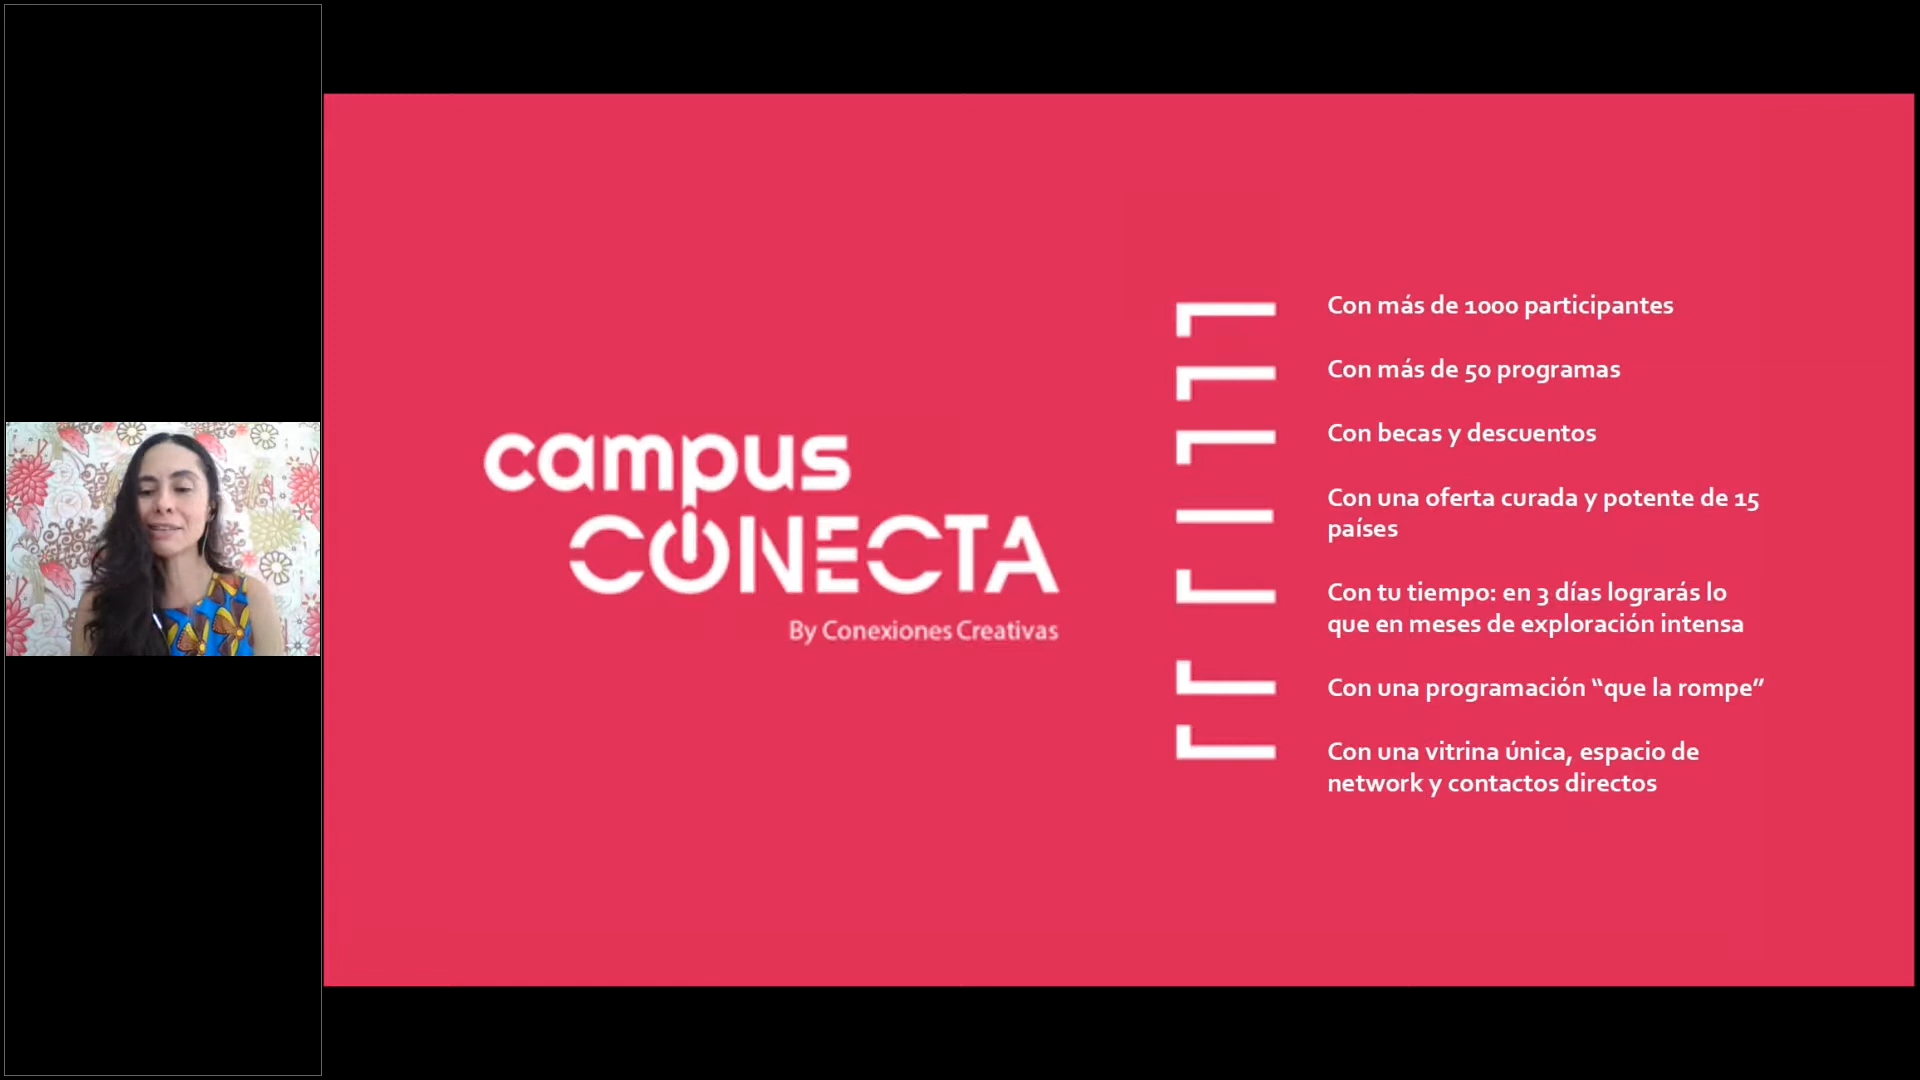 campus
CONECTA
By Conexiones Creativas
Con más de 1000 participantes
Con más de 50 programas
Con becas y descuentos
Con una oferta curada y potente de 15
países
Con tu tiempo: en 3 días lograrás lo
que en meses de exploración intensa
Con una programación “que la rompe”
Con una vitrina única, espacio de
network y contactos directos